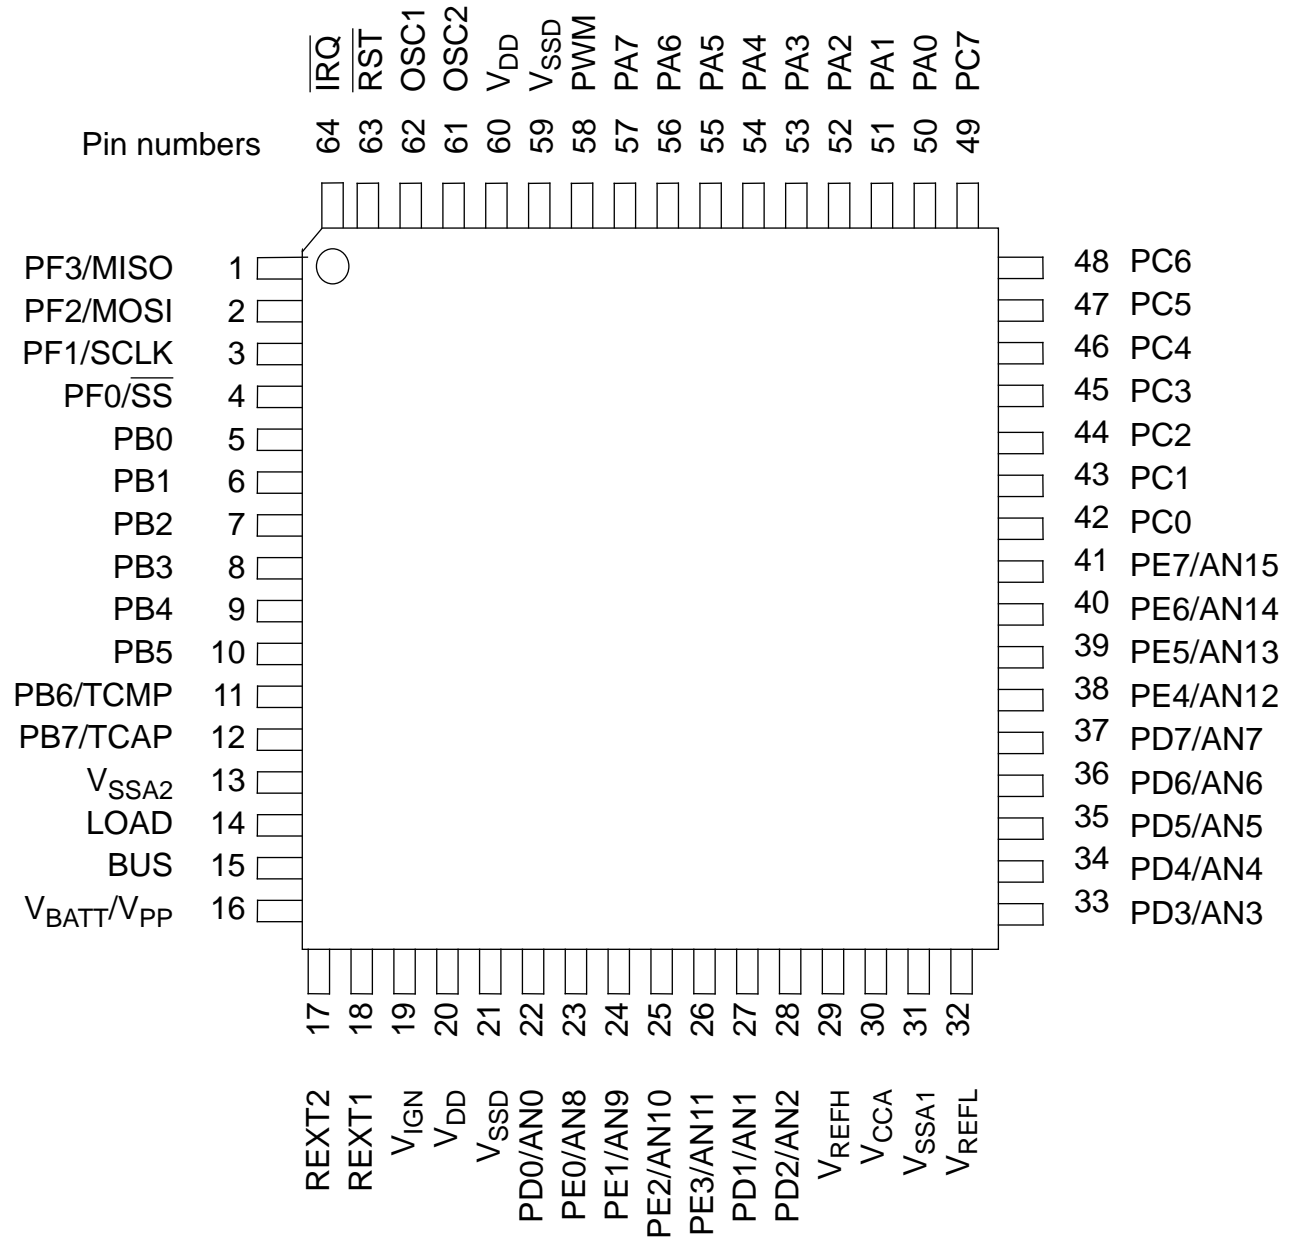 IRQ RST OSC1 OSC2 VDD VSSD PWM PA7 PA6 PA5 PA4 PA3 PA2 PA1 PA0 PC7
Pin numbers 64 63 62 61 60 59 58 57 56 55 54 53 52 51 50 49
PF3/MISO 1 48 PC6
PF2/MOSI 2 47 PC5
PF1/SCLK 3 46 PC4
PF0/SS 4 45 PC3
PB0 5 44 PC2
PB1 6 43 PC1
PB2 7 42 PC0
PB3 8 41 PE7/AN15
PB4 9 40 PE6/AN14
PB5 10 39 PE5/AN13
PB6/TCMP 11 38 PE4/AN12
PB7/TCAP 12 37 PD7/AN7
VSSA2 13 36 PD6/AN6
LOAD 14 35 PD5/AN5
BUS 15 34 PD4/AN4
VBATT/VPP 16 33 PD3/AN3
17 18 19 20 21 22 23 24 25 26 27 28 29 30 31 32
REXT2 REXT1 VIGN VDD VSSD PD0/AN0 PE0/AN8 PE1/AN9 PE2/AN10 PE3/AN11 PD1/AN1 PD2/AN2 VREFH VCCA VSSA1 VREFL